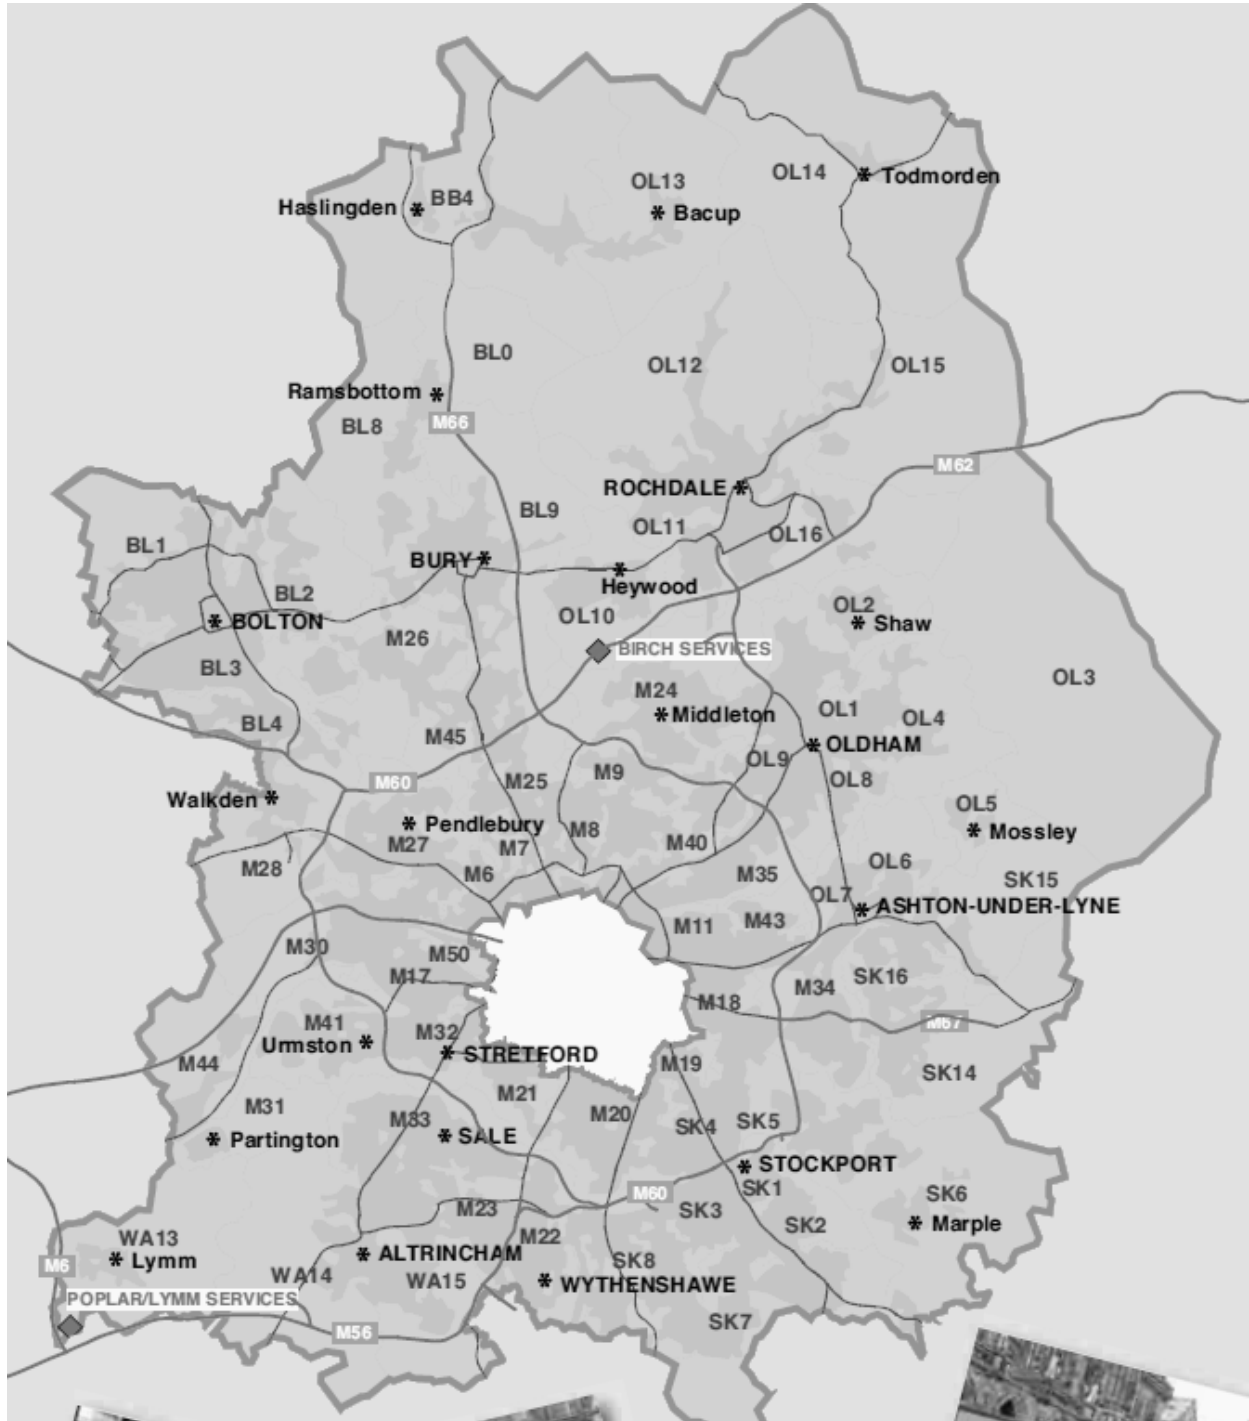 OL13
OL14
Todmorden
Haslingden
BB4
Bacup
BL0
OL12
OL15
Ramsbottom
BL8
M66
M62
ROCHDALE
BL9
OL11
OL16
BL1
BURY
Heywood
BL2
OL10
OL2
BOLTON
Shaw
M26
BIRCH SERVICES
BL3
OL3
M24
Middleton
OL1
OL4
BL4
M45
OLDHAM
OL9
M60
M25
M9
OL8
Walkden
OL5
Pendlebury
Mossley
M27
M7
M8
M40
M28
M6
M35
OL6
SK15
OL7
ASHTON-UNDER-LYNE
M11
M43
M30
M50
M17
M34
SK16
M18
M41
M32
M67
Urmston
STRETFORD
M44
M19
SK14
M21
M31
M33
M20
SK4
SK5
Partington
SALE
STOCKPORT
M60
SK1
SK6
M23
SK3
SK2
Marple
WA13
M22
Lymm
ALTRINCHAM
SK8
M6
WA14
WA15
WYTHENSHAWE
POPLAR/LYMM SERVICES
SK7
M56